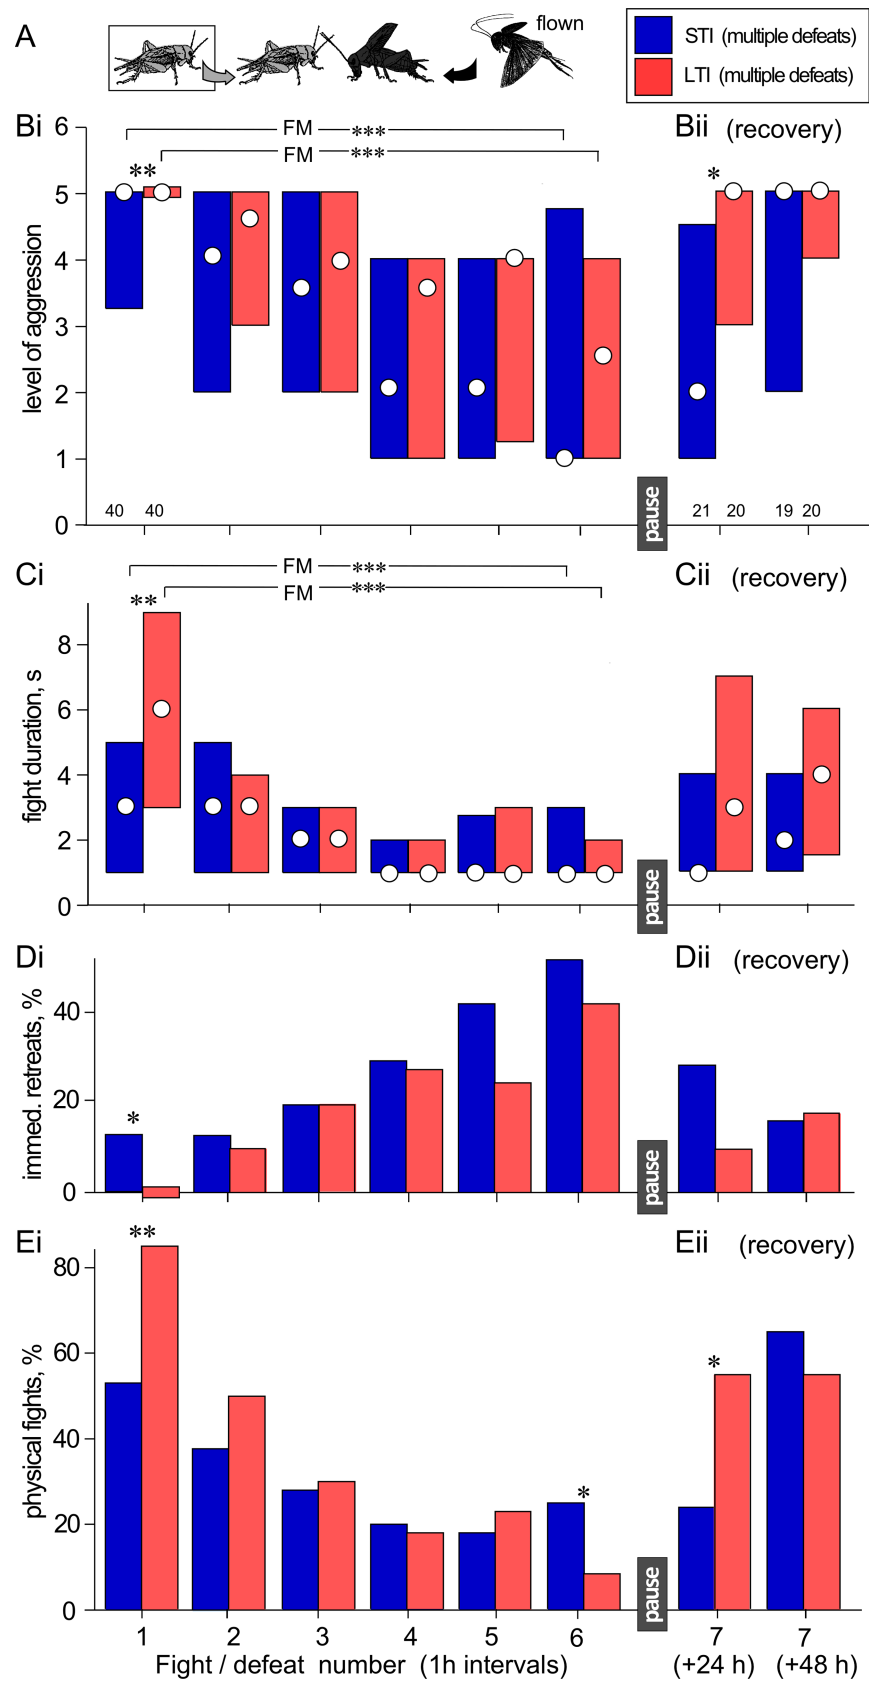 A
flown
STI (multiple defeats)
LTI (multiple defeats)
Bi
Bii (recovery)
FM ***
FM ***
**
*
level of aggression
6
5
4
3
2
1
0
40 40
21 20 19 20
pause
Ci
Cii (recovery)
FM ***
FM ***
**
fight duration, s
8
6
4
2
0
pause
Di
Dii (recovery)
immed. retreats, %
40
20
0
*
pause
Ei
Eii (recovery)
**
*
*
physical fights, %
80
60
40
20
0
pause
1 2 3 4 5 6 7 7
(+24 h) (+48 h)
Fight / defeat number (1h intervals)